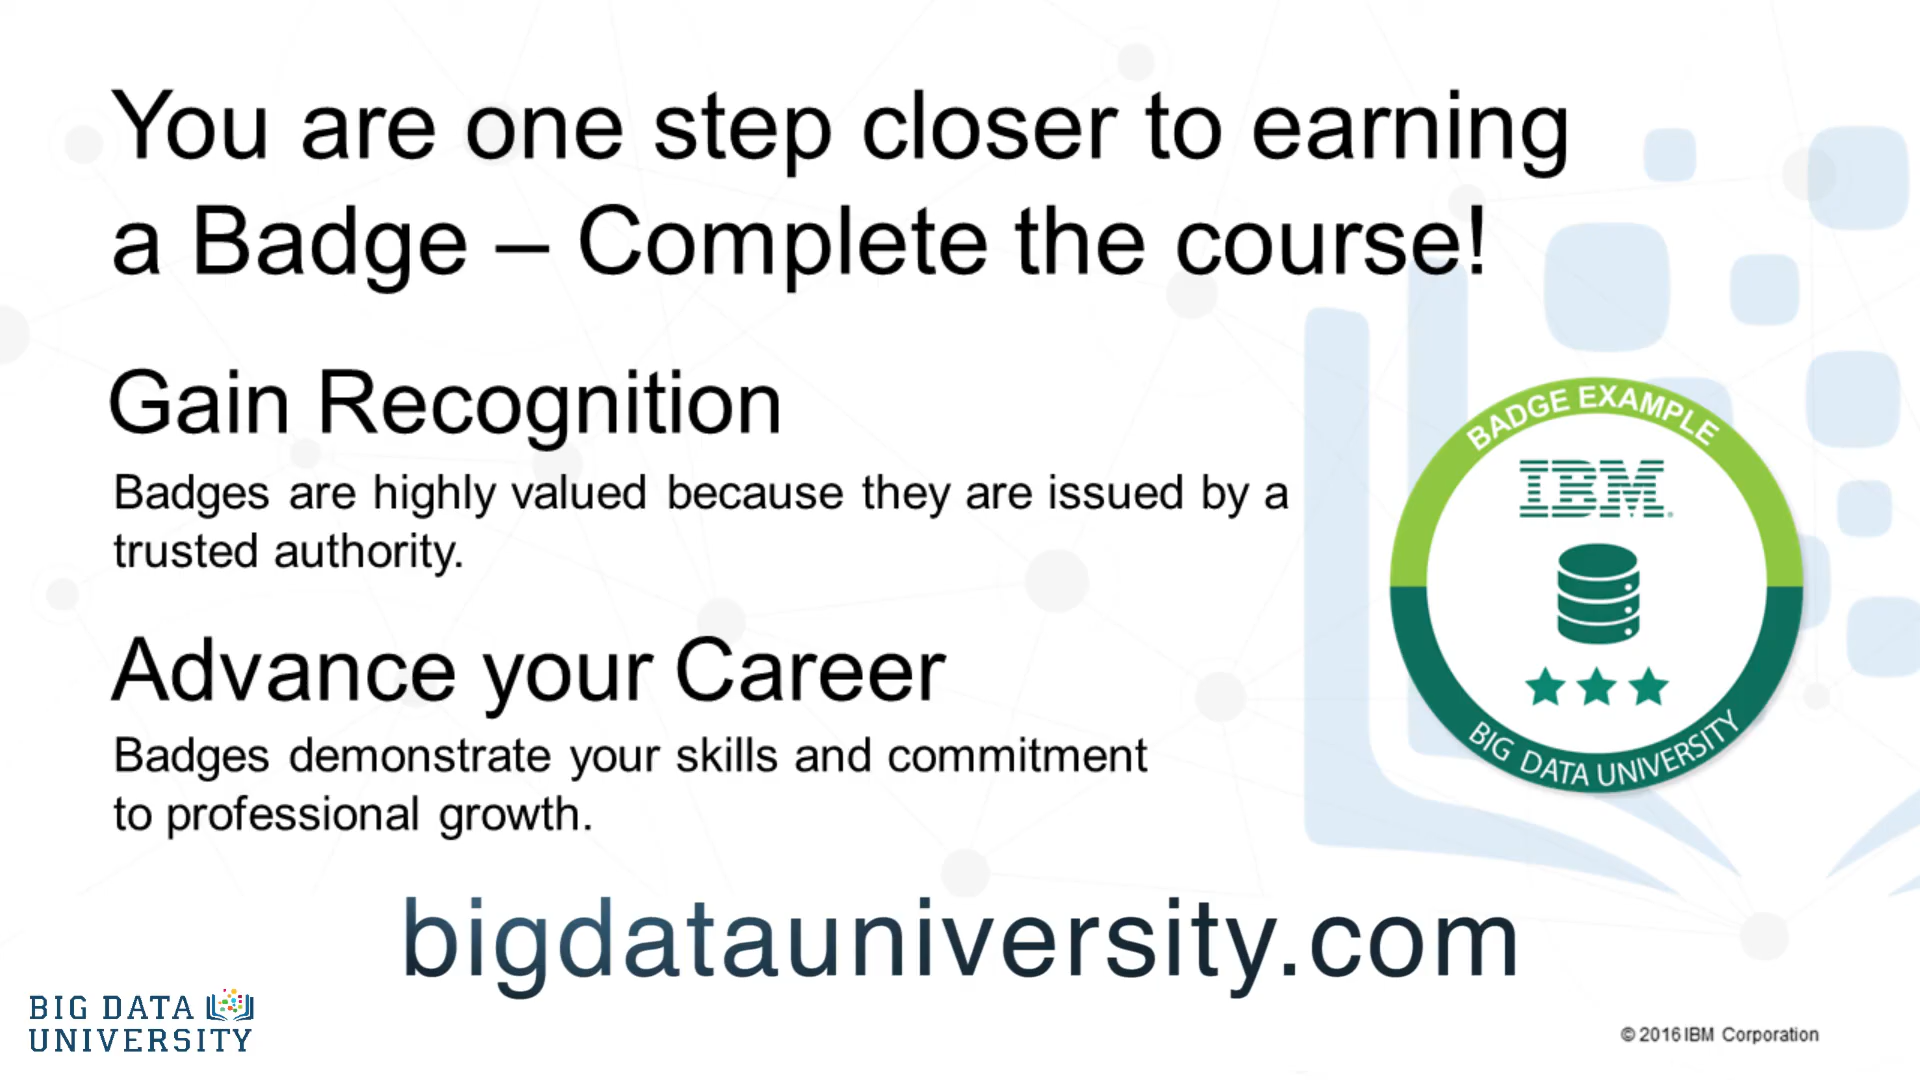 You are one step closer to earning
a Badge – Complete the course!
Gain Recognition
Badges are highly valued because they are issued by a
trusted authority.
Advance your Career
Badges demonstrate your skills and commitment
to professional growth.
BADGE EXAMPLE
IBM®
BIG DATA UNIVERSITY
bigdatauniversity.com
BIG DATA
UNIVERSITY
© 2016 IBM Corporation